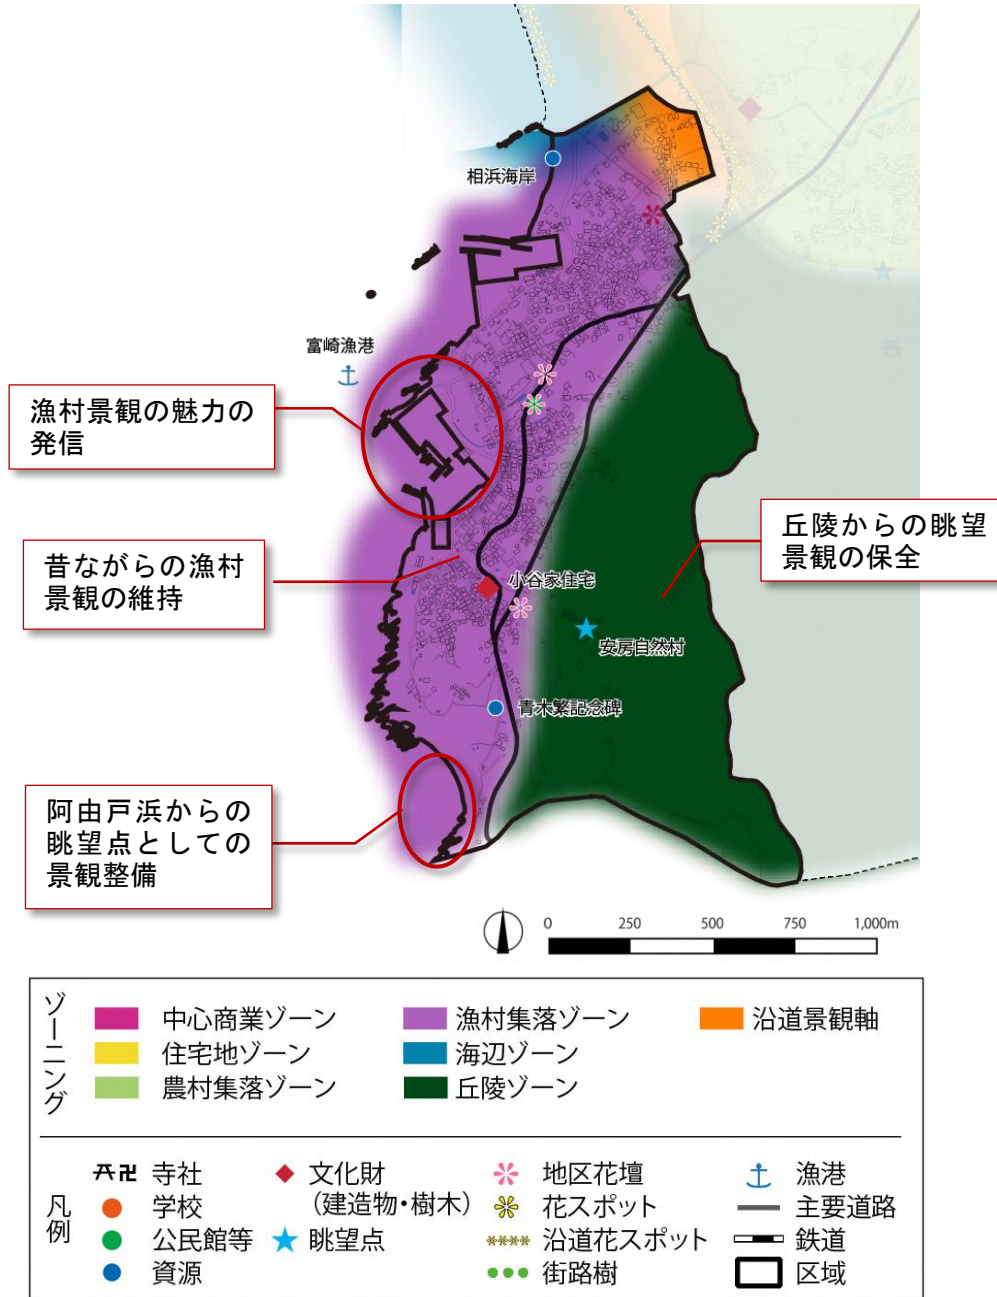 相浜海岸
富崎漁港
漁村景観の魅力の
発信
昔ながらの漁村
景観の維持
丘陵からの眺望
景観の保全
小谷家住宅
安房自然村
青木繁記念碑
阿由戸浜からの
眺望点としての
景観整備
0 250 500 750 1,000m
ゾーニング
中心商業ゾーン
漁村集落ゾーン
沿道景観軸
住宅地ゾーン
海辺ゾーン
農村集落ゾーン
丘陵ゾーン
凡例
卍 寺社
文化財
(建造物・樹木)
地区花壇
漁港
学校
花スポット
主要道路
公民館等
眺望点
沿道花スポット
鉄道
資源
街路樹
区域